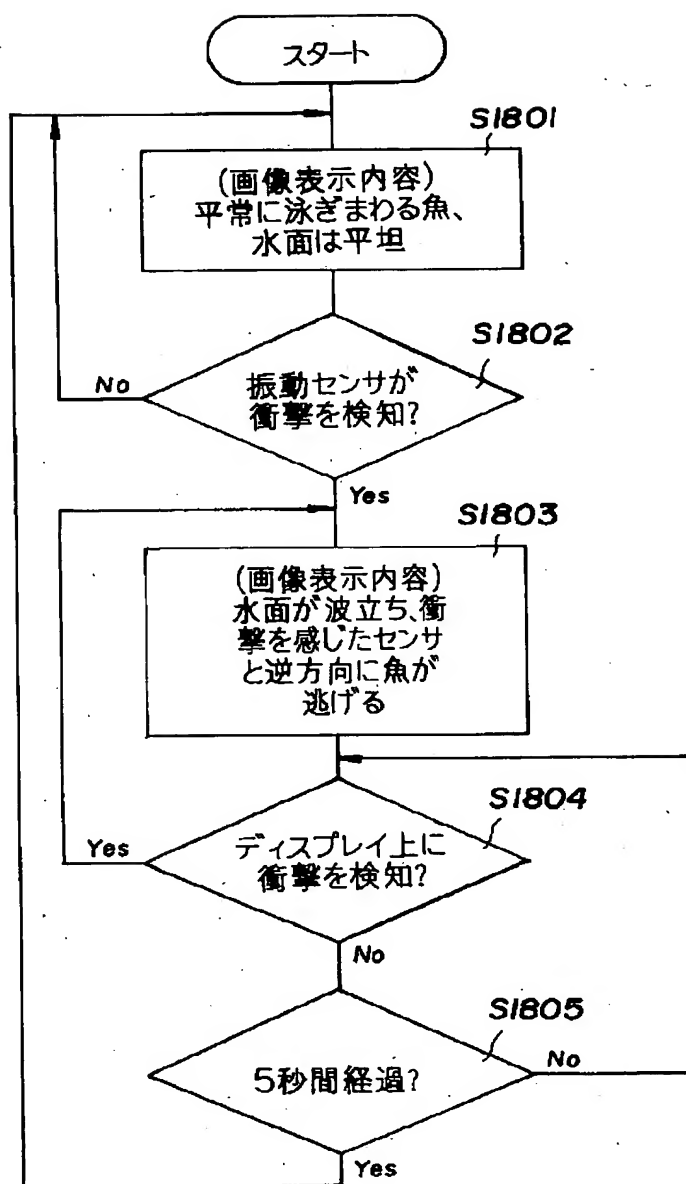 スタート
S1801
(画像表示内容)
平常に泳ぎまわる魚、
水面は平坦
S1802
振動センサが
衝撃を検知?
No
Yes
S1803
(画像表示内容)
水面が波立ち、衝
撃を感じたセンサ
と逆方向に魚が
逃げる
S1804
ディスプレイ上に
衝撃を検知?
Yes
No
S1805
5秒間経過?
No
Yes